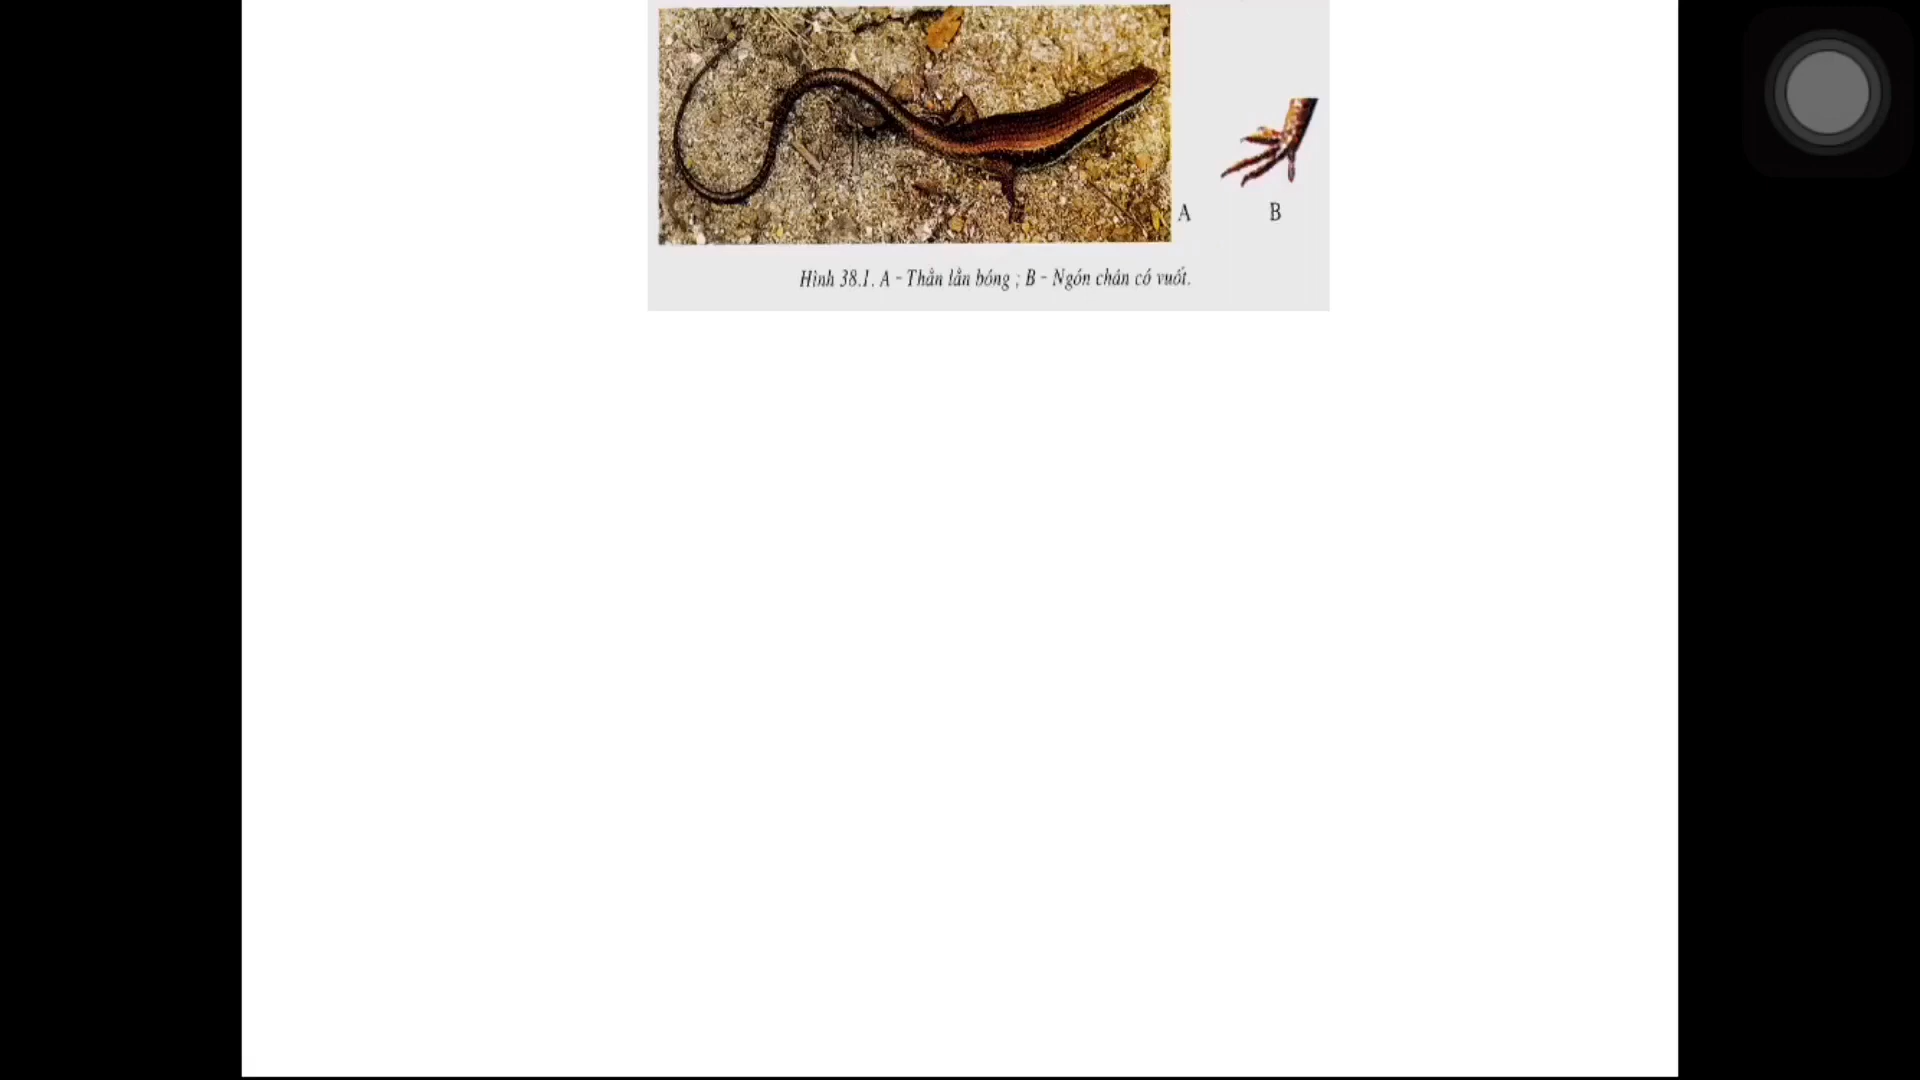 A
B
Hình 38.1. A - Thằn lằn bóng ; B - Ngón chân có vuốt.